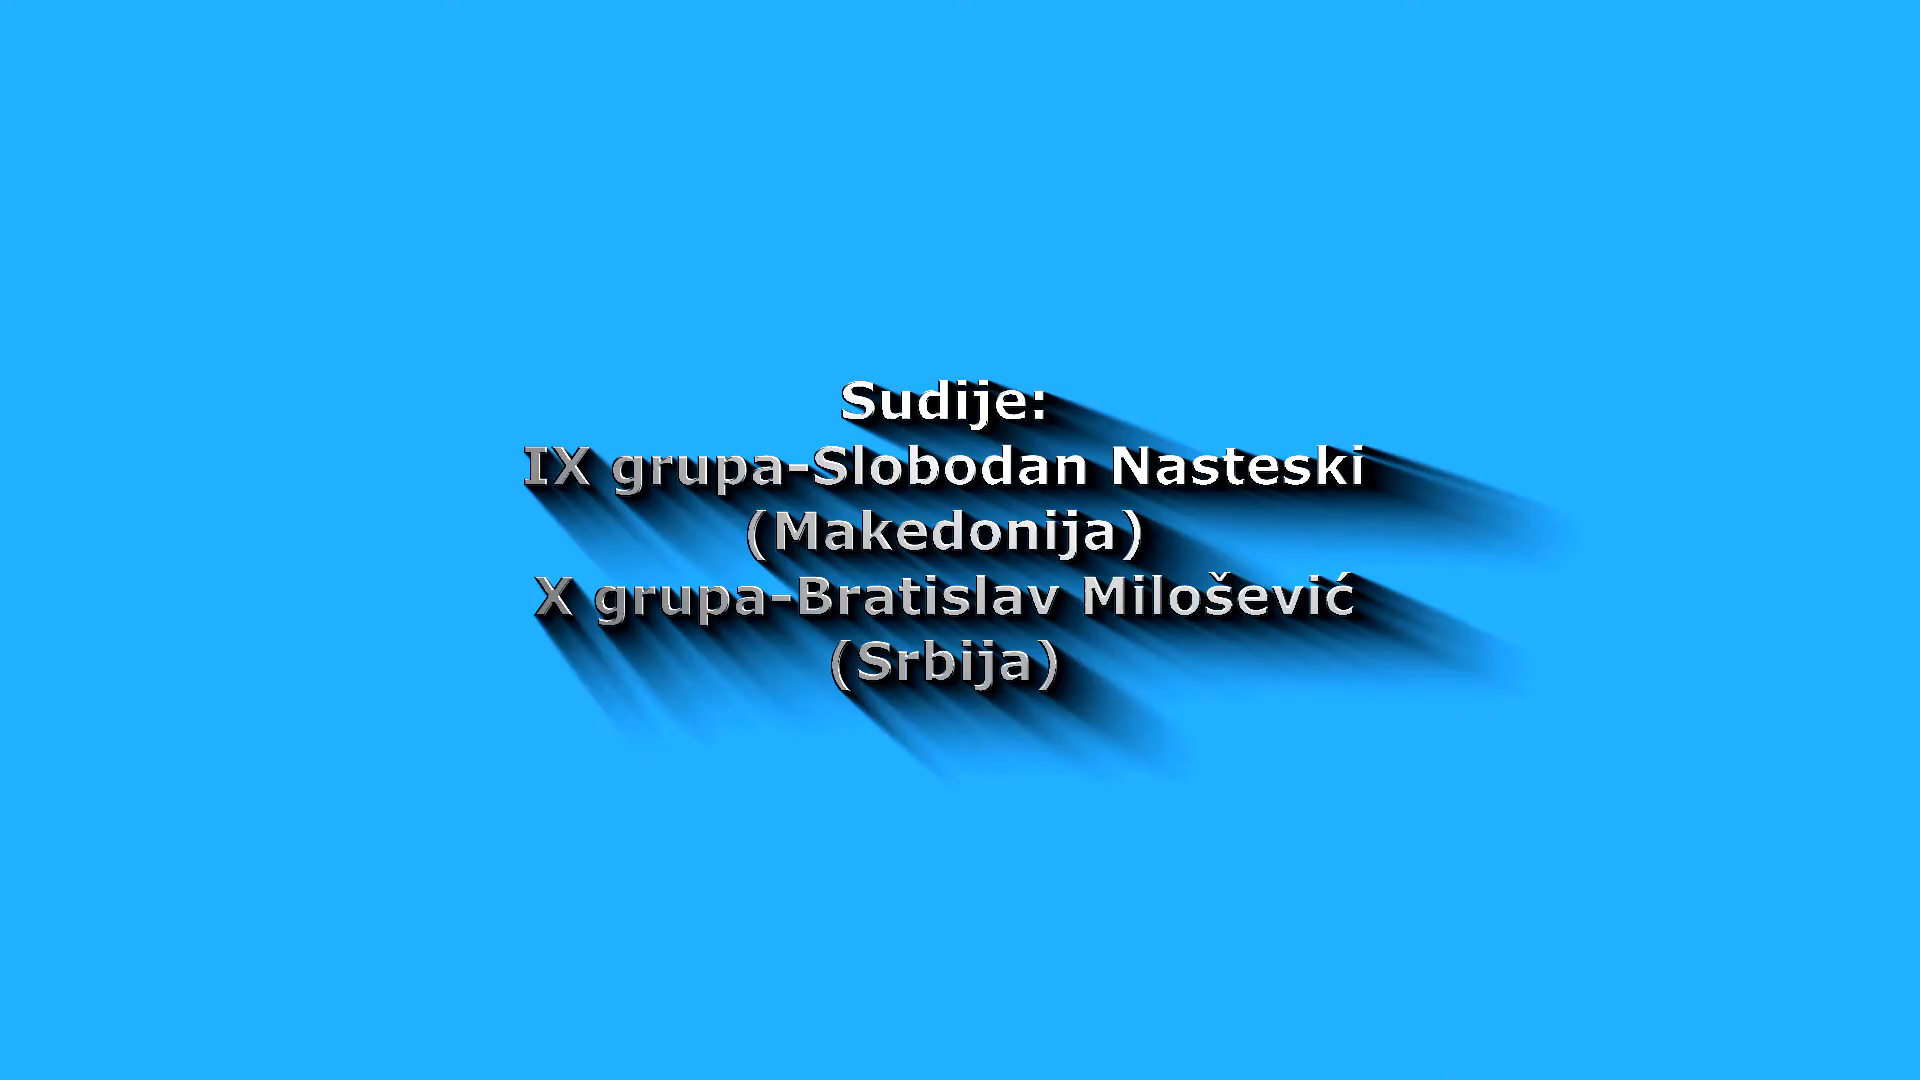 Sudije:
IX grupa-Slobodan Nasteski
(Makedonija)
X grupa-Bratislav Milošević
(Srbija)